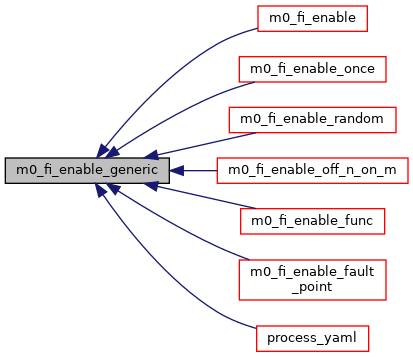 m0_fi_enable
m0_fi_enable_once
m0_fi_enable_random
m0_fi_enable_generic
m0_fi_enable_off_n_on_m
m0_fi_enable_func
m0_fi_enable_fault
_point
process_yaml